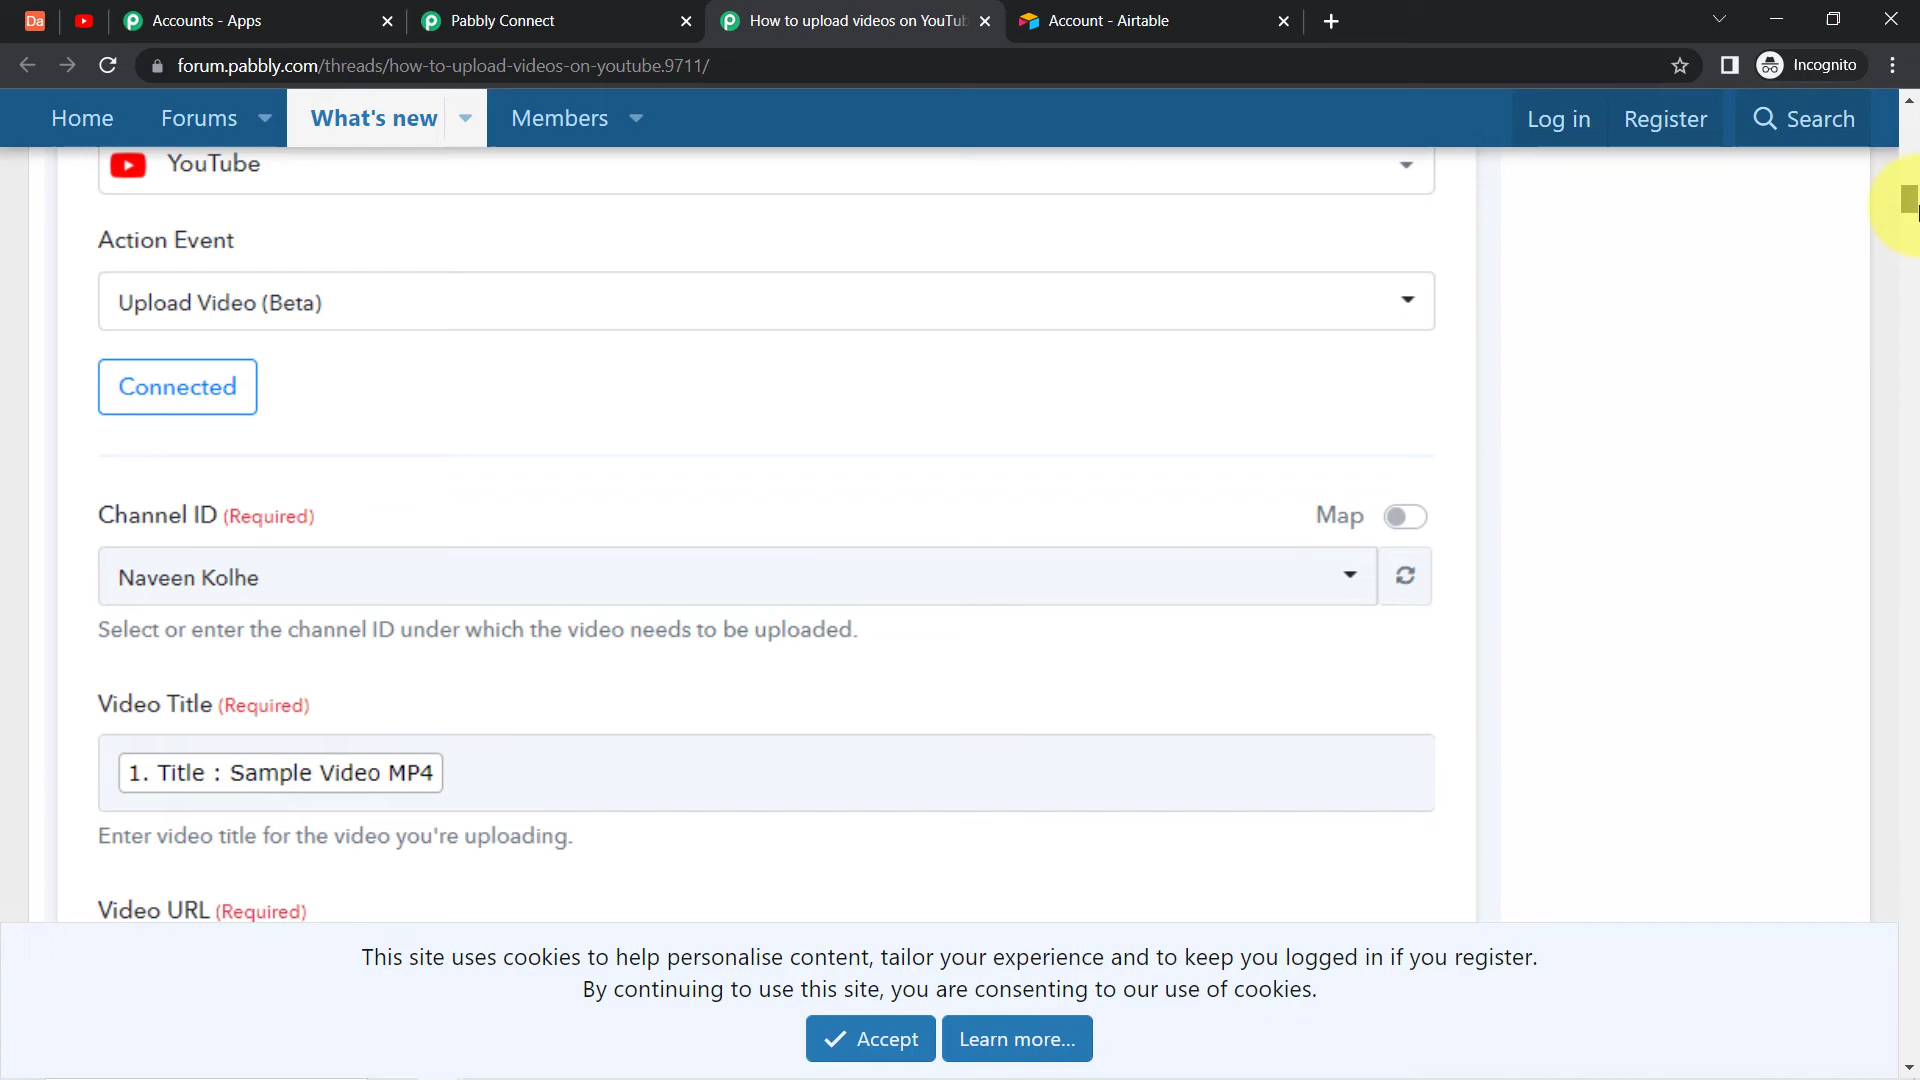 Da
Accounts - Apps
Pabbly Connect
How to upload videos on YouTub
Account - Airtable
forum.pabbly.com/threads/how-to-upload-videos-on-youtube.9711/
Incognito
Home
Forums
What's new
Members
Log in
Register
Search
YouTube
Action Event
Upload Video (Beta)
Connected
Channel ID (Required)
Map
Naveen Kolhe
Select or enter the channel ID under which the video needs to be uploaded.
Video Title (Required)
1. Title : Sample Video MP4
Enter video title for the video you're uploading.
Video URL (Required)
This site uses cookies to help personalise content, tailor your experience and to keep you logged in if you register.
By continuing to use this site, you are consenting to our use of cookies.
Accept
Learn more...